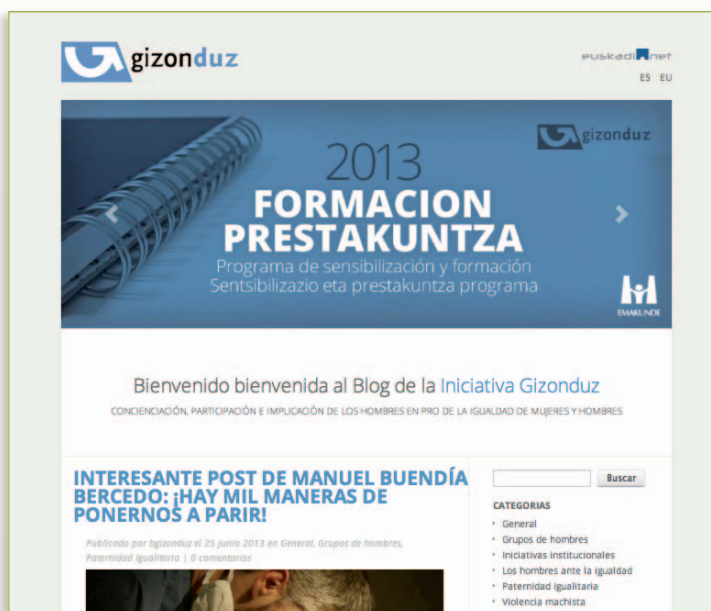 gizonduz
euskadi.net
ES EU
gizonduz
2013
FORMACION
PRESTAKUNTZA
Programa de sensibilización y formación
Sentsibilizazio eta prestakuntza programa
EMAKUNDE
Bienvenido bienvenida al Blog de la Iniciativa Gizonduz
CONCIENCIACIÓN, PARTICIPACIÓN E IMPLICACIÓN DE LOS HOMBRES EN PRO DE LA IGUALDAD DE MUJERES Y HOMBRES
INTERESANTE POST DE MANUEL BUENDÍA
BERCEDO: ¡HAY MIL MANERAS DE
PONERNOS A PARIR!
Publicado por bgizonduz el 25 junio 2013 en General, Grupos de hombres,
Paternidad igualitaria | 0 comentarios
Buscar
CATEGORIAS
General
Grupos de hombres
Iniciativas institucionales
Los hombres ante la igualdad
Paternidad igualitaria
Violencia machista